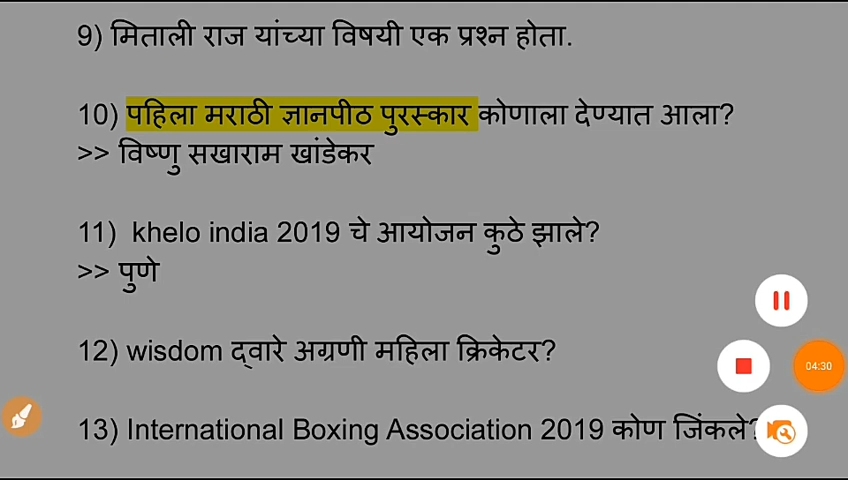 9) मिताली राज यांच्या विषयी एक प्रश्न होता.
10) पहिला मराठी ज्ञानपीठ पुरस्कार कोणाला देण्यात आला?
>> विष्णु सखाराम खांडेकर
11) khelo india 2019 चे आयोजन कुठे झाले?
>> पुणे
12) wisdom द्वारे अग्रणी महिला क्रिकेटर?
04:30
13) International Boxing Association 2019 कोण जिंकले?